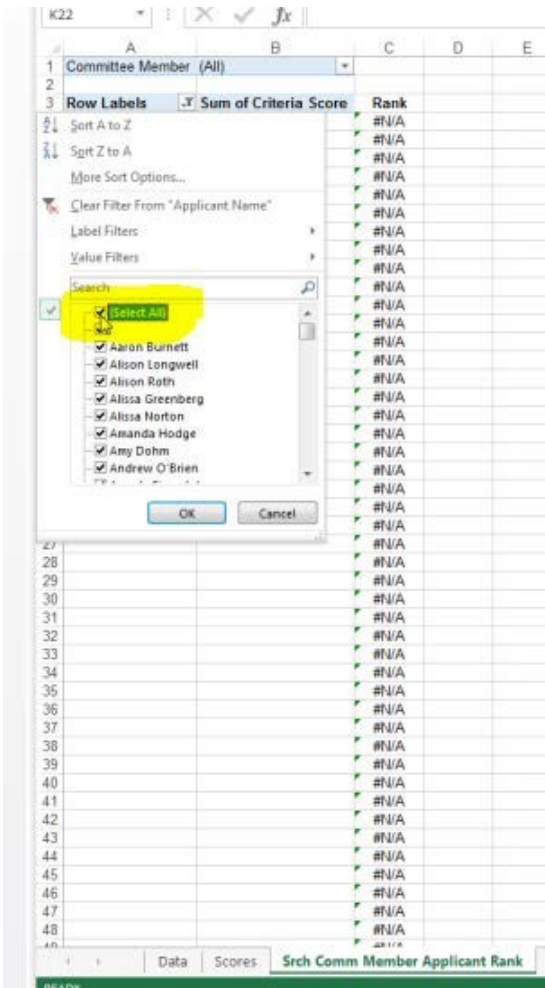 K22 fx
A B C D E
1 Committee Member (All)
2
3 Row Labels Sum of Criteria Score Rank
Sort A to Z #N/A
Sort Z to A #N/A
#N/A
More Sort Options... #N/A
#N/A
Clear Filter From "Applicant Name" #N/A
Label Filters #N/A
#N/A
Value Filters #N/A
Search #N/A
(Select All) #N/A
#N/A
Aaron Burnett #N/A
Alison Longwell #N/A
Alison Roth #N/A
Alissa Greenberg #N/A
Alissa Norton #N/A
Amanda Hodge #N/A
Amy Dohm #N/A
Andrew O'Brien #N/A
#N/A
OK Cancel #N/A
#N/A
27 #N/A
28 #N/A
29 #N/A
30 #N/A
31 #N/A
32 #N/A
33 #N/A
34 #N/A
35 #N/A
36 #N/A
37 #N/A
38 #N/A
39 #N/A
40 #N/A
41 #N/A
42 #N/A
43 #N/A
44 #N/A
45 #N/A
46 #N/A
47 #N/A
48 #N/A
Data Scores Srch Comm Member Applicant Rank
READY